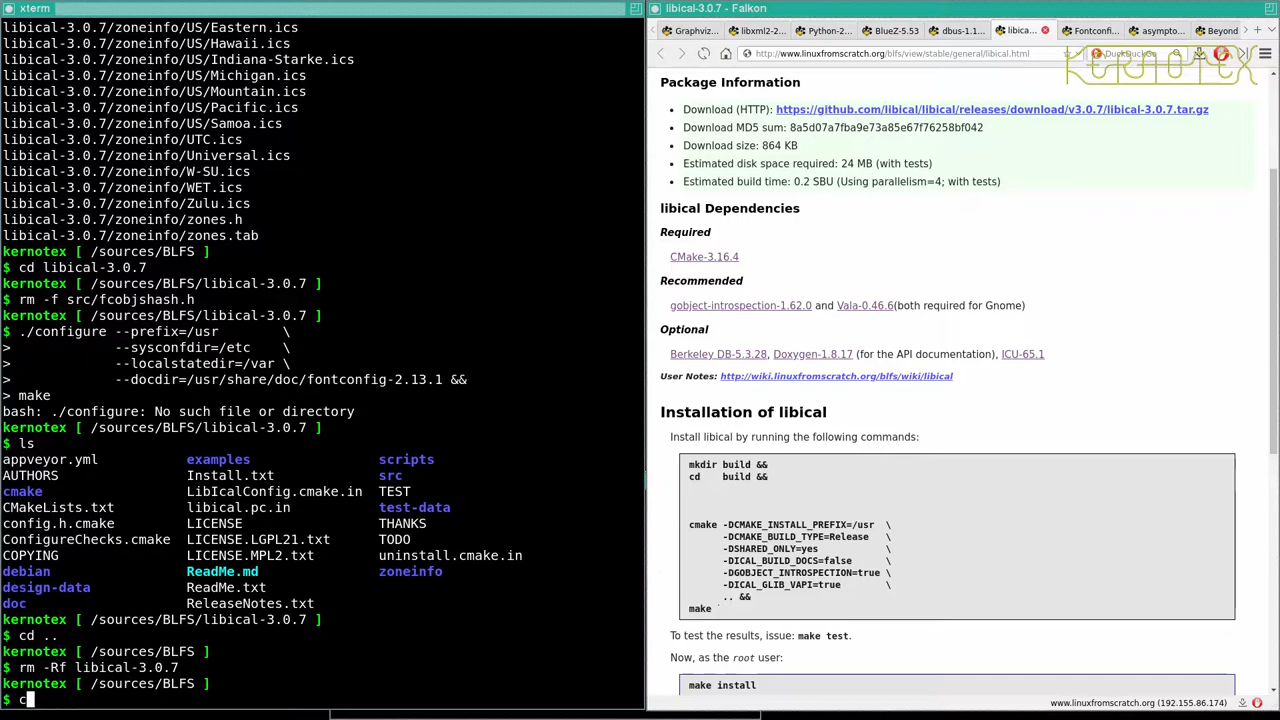 xterm
libical-3.0.7/zoneinfo/US/Eastern.ics
libical-3.0.7/zoneinfo/US/Hawaii.ics
libical-3.0.7/zoneinfo/US/Indiana-Starke.ics
libical-3.0.7/zoneinfo/US/Michigan.ics
libical-3.0.7/zoneinfo/US/Mountain.ics
libical-3.0.7/zoneinfo/US/Pacific.ics
libical-3.0.7/zoneinfo/US/Samoa.ics
libical-3.0.7/zoneinfo/UTC.ics
libical-3.0.7/zoneinfo/Universal.ics
libical-3.0.7/zoneinfo/W-SU.ics
libical-3.0.7/zoneinfo/WET.ics
libical-3.0.7/zoneinfo/Zulu.ics
libical-3.0.7/zoneinfo/zones.h
libical-3.0.7/zoneinfo/zones.tab
kernotex [ /sources/BLFS ]
$ cd libical-3.0.7
kernotex [ /sources/BLFS/libical-3.0.7 ]
$ rm -f src/fcobjshash.h
kernotex [ /sources/BLFS/libical-3.0.7 ]
$ ./configure --prefix=/usr \
> --sysconfdir=/etc \
> --localstatedir=/var \
> --docdir=/usr/share/doc/fontconfig-2.13.1 &&
> make
bash: ./configure: No such file or directory
kernotex [ /sources/BLFS/libical-3.0.7 ]
$ ls
appveyor.yml examples scripts
AUTHORS Install.txt src
cmake LibIcalConfig.cmake.in TEST
CMakeLists.txt libical.pc.in test-data
config.h.cmake LICENSE THANKS
ConfigureChecks.cmake LICENSE.LGPL21.txt TODO
COPYING LICENSE.MPL2.txt uninstall.cmake.in
debian ReadMe.md zoneinfo
design-data ReadMe.txt
doc ReleaseNotes.txt
kernotex [ /sources/BLFS/libical-3.0.7 ]
$ cd ..
kernotex [ /sources/BLFS ]
$ rm -Rf libical-3.0.7
kernotex [ /sources/BLFS ]
$ c
libical-3.0.7 - Falkon
Graphviz... libxml2-2... Python-2... BlueZ-5.53 dbus-1.1... libica... Fontconfi... asympto... Beyond
http://www.linuxfromscratch.org/blfs/view/stable/general/libical.html DuckDuckGo
KERNOTEX
Package Information
Download (HTTP): https://github.com/libical/libical/releases/download/v3.0.7/libical-3.0.7.tar.gz
Download MD5 sum: 8a5d07a7fba9e73a85e67f76258bf042
Download size: 864 KB
Estimated disk space required: 24 MB (with tests)
Estimated build time: 0.2 SBU (Using parallelism=4; with tests)
libical Dependencies
Required
CMake-3.16.4
Recommended
gobject-introspection-1.62.0 and Vala-0.46.6(both required for Gnome)
Optional
Berkeley DB-5.3.28, Doxygen-1.8.17 (for the API documentation), ICU-65.1
User Notes: http://wiki.linuxfromscratch.org/blfs/wiki/libical
Installation of libical
Install libical by running the following commands:
mkdir build &&
cd build &&
cmake -DCMAKE_INSTALL_PREFIX=/usr \
-DCMAKE_BUILD_TYPE=Release \
-DSHARED_ONLY=yes \
-DICAL_BUILD_DOCS=false \
-DGOBJECT_INTROSPECTION=true \
-DICAL_GLIB_VAPI=true \
.. &&
make
To test the results, issue: make test.
Now, as the root user:
make install
www.linuxfromscratch.org (192.155.86.174)